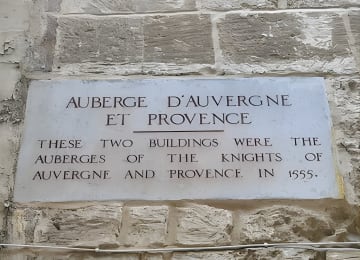 AUBERGE D'AUVERGNE
ET PROVENCE
THESE TWO BUILDINGS WERE THE
AUBERGES OF THE KNIGHTS OF
AUVERGNE AND PROVENCE IN 1555.